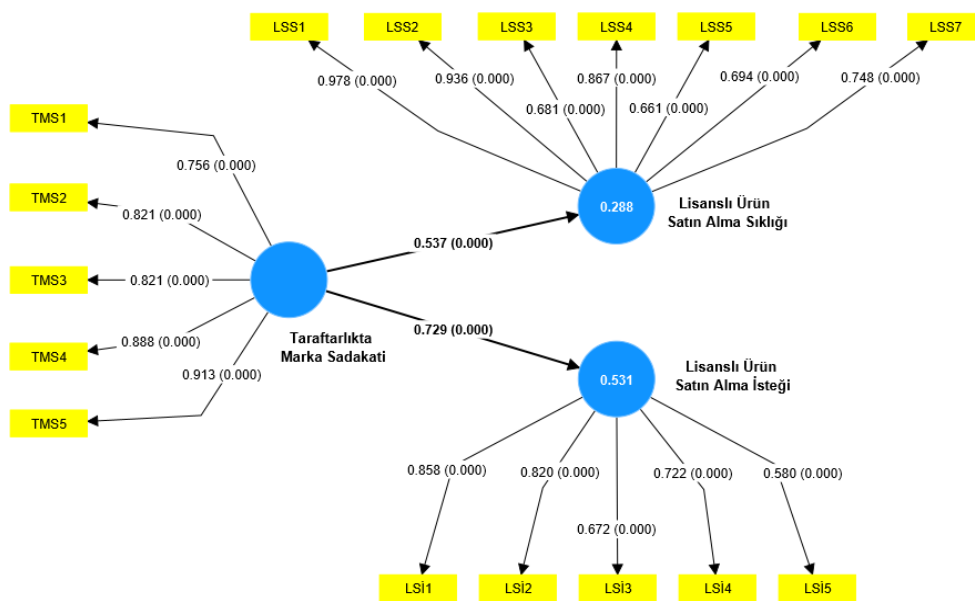 LSS1
LSS2
LSS3
LSS4
LSS5
LSS6
LSS7
0.978 (0.000)
0.936 (0.000)
0.681 (0.000)
0.867 (0.000)
0.661 (0.000)
0.694 (0.000)
0.748 (0.000)
TMS1
TMS2
TMS3
TMS4
TMS5
0.756 (0.000)
0.821 (0.000)
0.821 (0.000)
0.888 (0.000)
0.913 (0.000)
Taraftarlıkta
Marka Sadakati
0.537 (0.000)
0.729 (0.000)
0.288
Lisanslı Ürün
Satın Alma Sıklığı
0.531
Lisanslı Ürün
Satın Alma İsteği
0.858 (0.000)
0.820 (0.000)
0.672 (0.000)
0.722 (0.000)
0.580 (0.000)
LSİ1
LSİ2
LSİ3
LSİ4
LSİ5